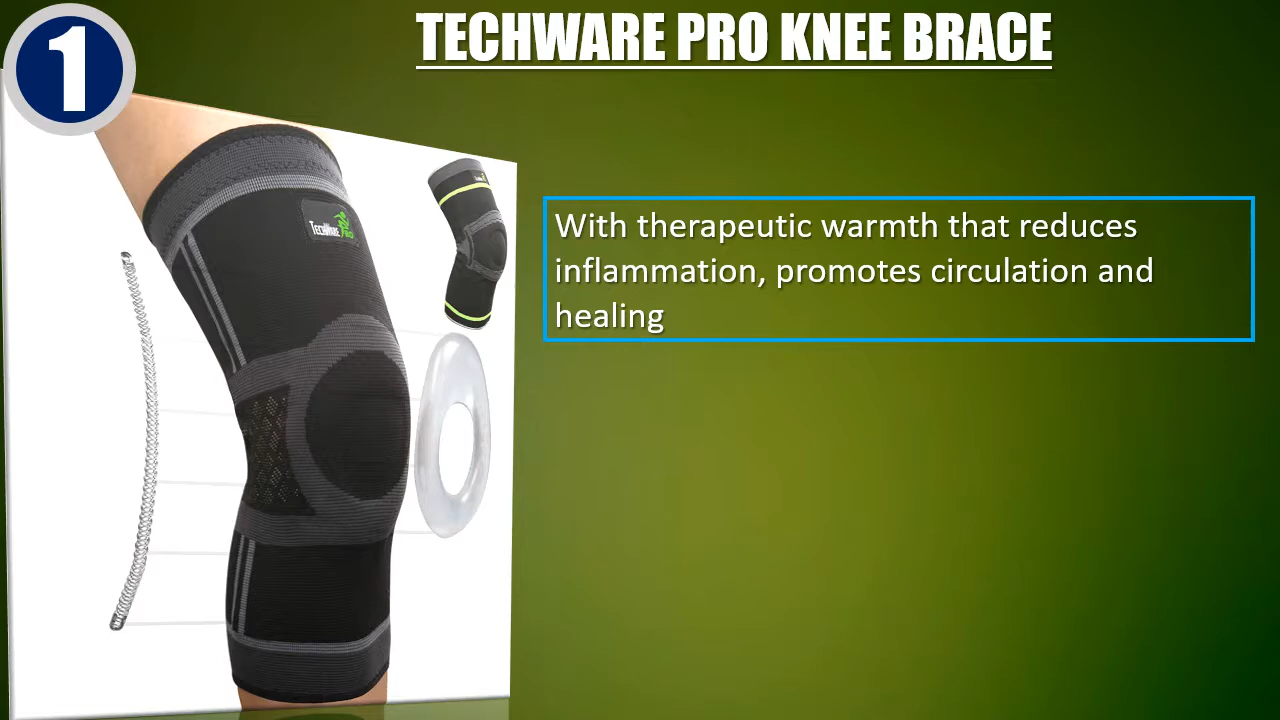 1
TECHWARE PRO KNEE BRACE
TECHWARE
PRO
With therapeutic warmth that reduces
inflammation, promotes circulation and
healing